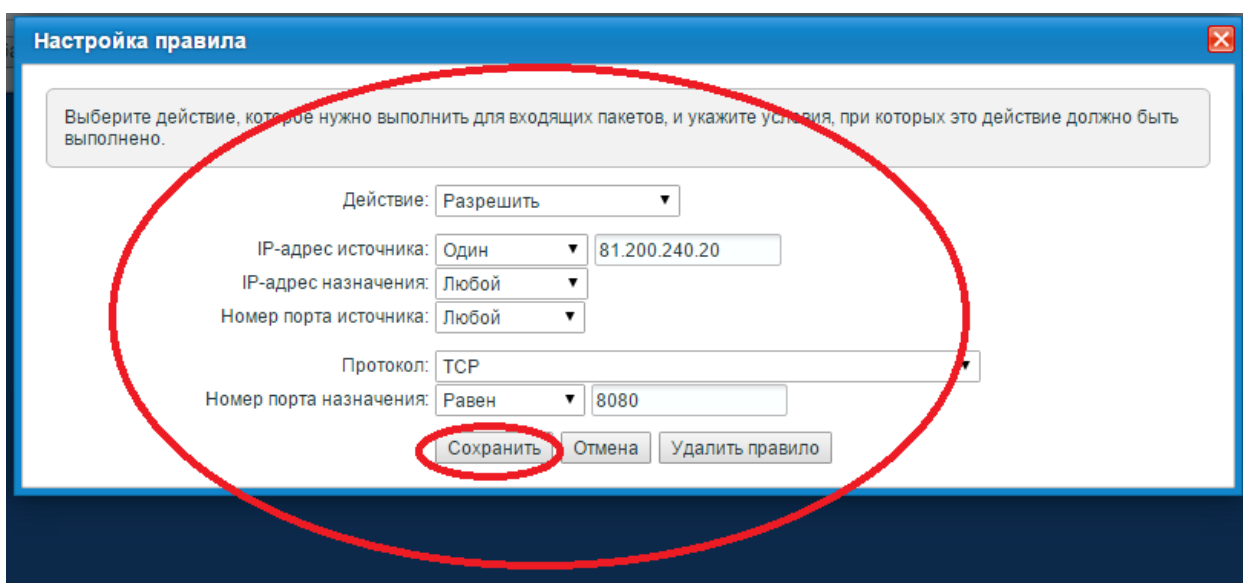 Настройка правила
Выберите действие, которое нужно выполнить для входящих пакетов, и укажите условия, при которых это действие должно быть
выполнено.
Действие: Разрешить
IP-адрес источника: Один 81.200.240.20
IP-адрес назначения: Любой
Номер порта источника: Любой
Протокол: TCP
Номер порта назначения: Равен 8080
Сохранить Отмена Удалить правило